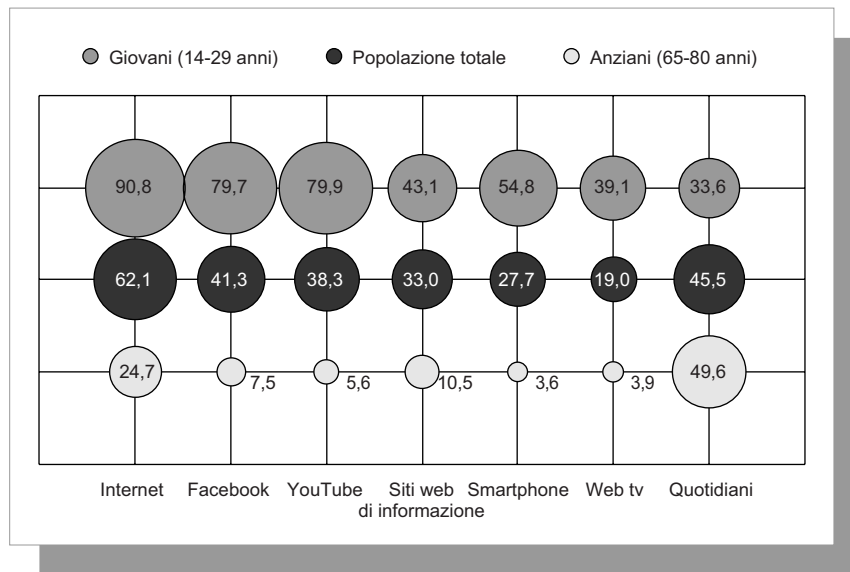 Giovani (14-29 anni) Popolazione totale Anziani (65-80 anni)
90,8 79,7 79,9 43,1 54,8 39,1 33,6
62,1 41,3 38,3 33,0 27,7 19,0 45,5
24,7 7,5 5,6 10,5 3,6 3,9 49,6
Internet Facebook YouTube Siti web Smartphone Web tv Quotidiani
di informazione